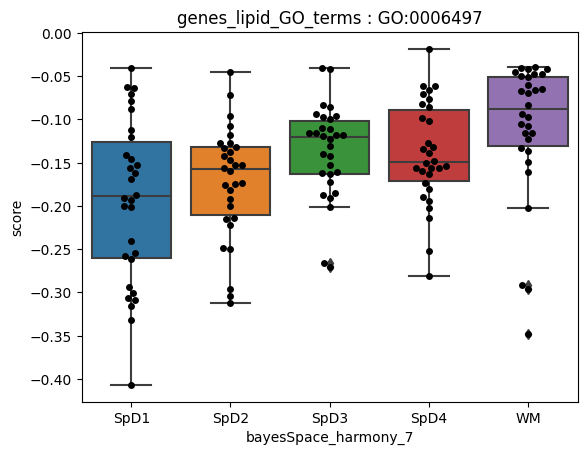 genes_lipid_GO_terms : GO:0006497
0.00
−0.05
−0.10
−0.15
−0.20
−0.25
−0.30
−0.35
−0.40
score
SpD1 SpD2 SpD3 SpD4 WM
bayesSpace_harmony_7